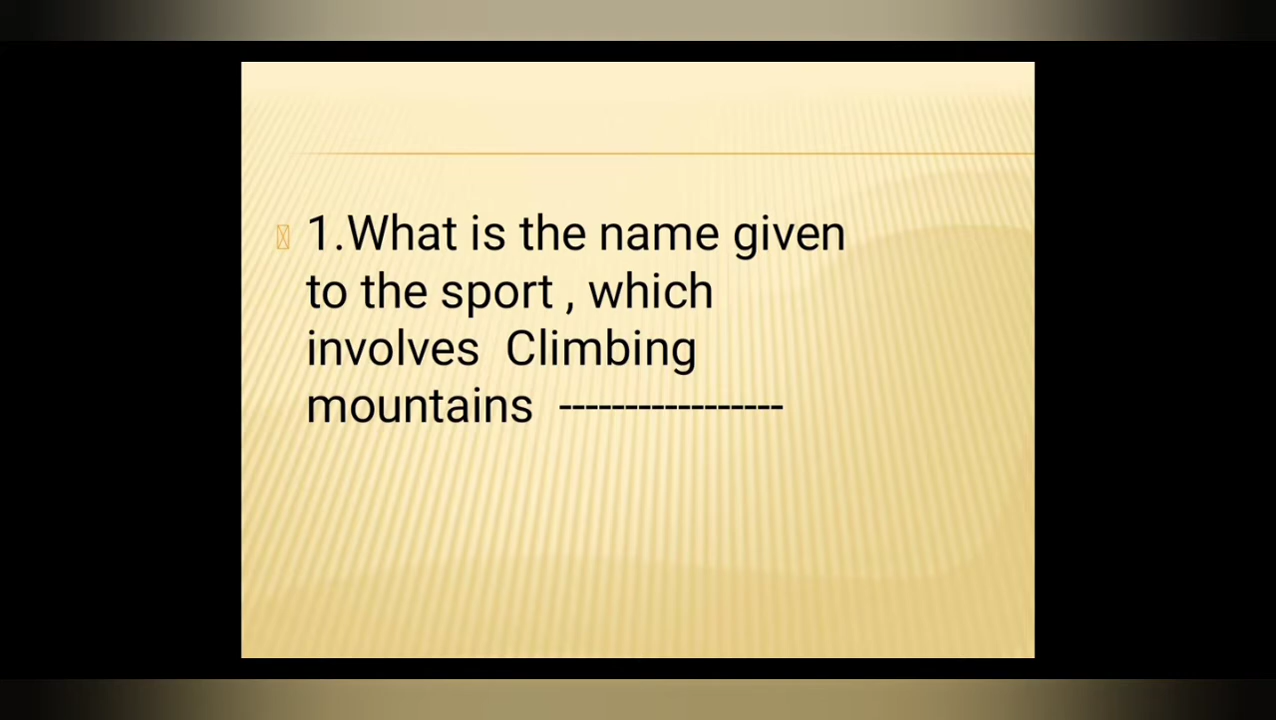 1.What is the name given
to the sport , which
involves  Climbing
mountains  -----------------